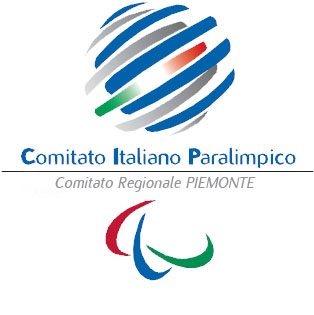 Comitato Italiano Paralimpico
Comitato Regionale PIEMONTE